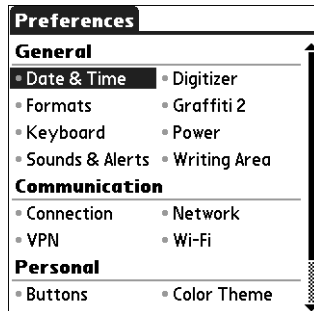 Preferences
General
Date & Time
Digitizer
Formats
Graffiti 2
Keyboard
Power
Sounds & Alerts
Writing Area
Communication
Connection
Network
VPN
Wi-Fi
Personal
Buttons
Color Theme